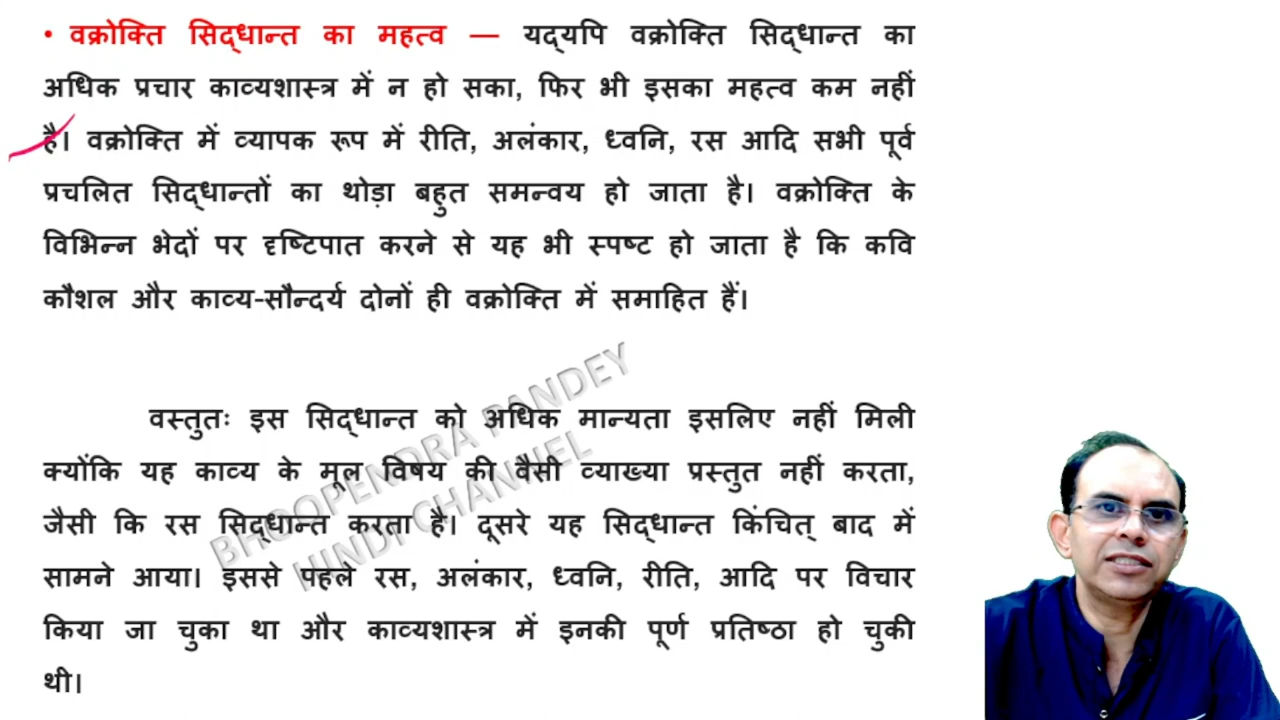 • वक्रोक्ति सिद्धान्त का महत्व — यद्यपि वक्रोक्ति सिद्धान्त का
अधिक प्रचार काव्यशास्त्र में न हो सका, फिर भी इसका महत्व कम नहीं
है। वक्रोक्ति में व्यापक रूप में रीति, अलंकार, ध्वनि, रस आदि सभी पूर्व
प्रचलित सिद्धान्तों का थोड़ा बहुत समन्वय हो जाता है। वक्रोक्ति के
विभिन्न भेदों पर दृष्टिपात करने से यह भी स्पष्ट हो जाता है कि कवि
कौशल और काव्य-सौन्दर्य दोनों ही वक्रोक्ति में समाहित हैं।
वस्तुतः इस सिद्धान्त को अधिक मान्यता इसलिए नहीं मिली
क्योंकि यह काव्य के मूल विषय की वैसी व्याख्या प्रस्तुत नहीं करता,
जैसी कि रस सिद्धान्त करता है। दूसरे यह सिद्धान्त किंचित् बाद में
सामने आया। इससे पहले रस, अलंकार, ध्वनि, रीति, आदि पर विचार
किया जा चुका था और काव्यशास्त्र में इनकी पूर्ण प्रतिष्ठा हो चुकी
थी।
BHOOPENDRA PANDEY
HINDI CHANNEL